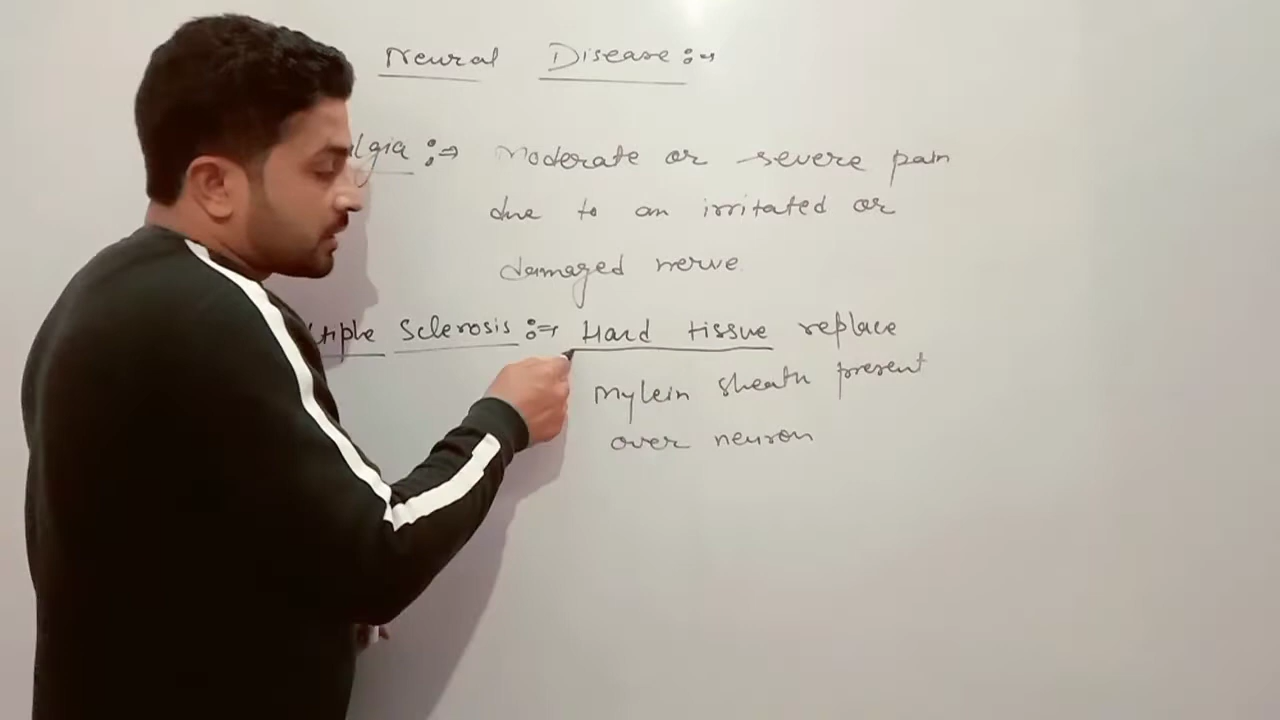 Neural Disease :-
lgia :⇒ Moderate or severe pain
due to an irritated or
damaged nerve.
tiple Sclerosis :⇒ Hard tissue replace
Mylein sheath present
over neuron